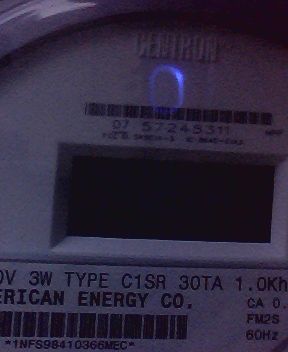 CENTRON
07 57245311
0V 3W TYPE C1SR 30TA 1.0Kh
ERICAN ENERGY CO.
CA 0.
FM2S
60Hz
*1NFS98410366MEC*